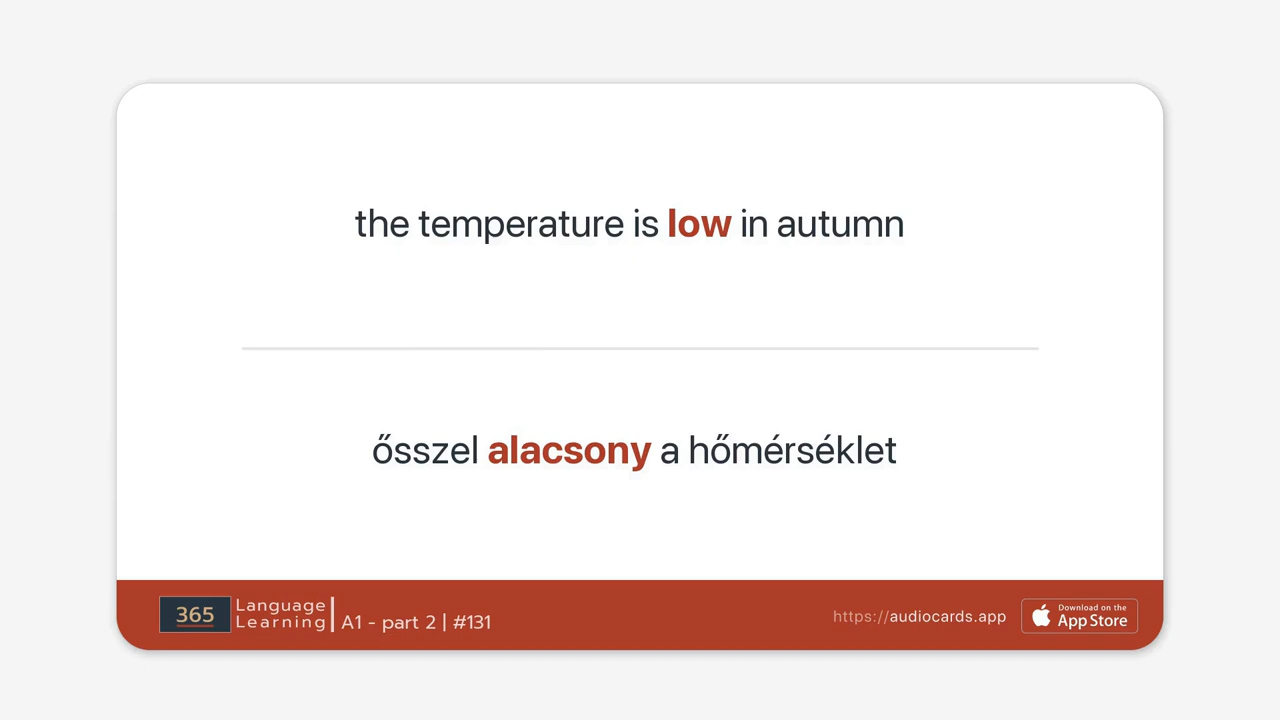 the temperature is low in autumn
ősszel alacsony a hőmérséklet
365
Language
Learning
A1 - part 2 | #131
https://audiocards.app
Download on the
App Store